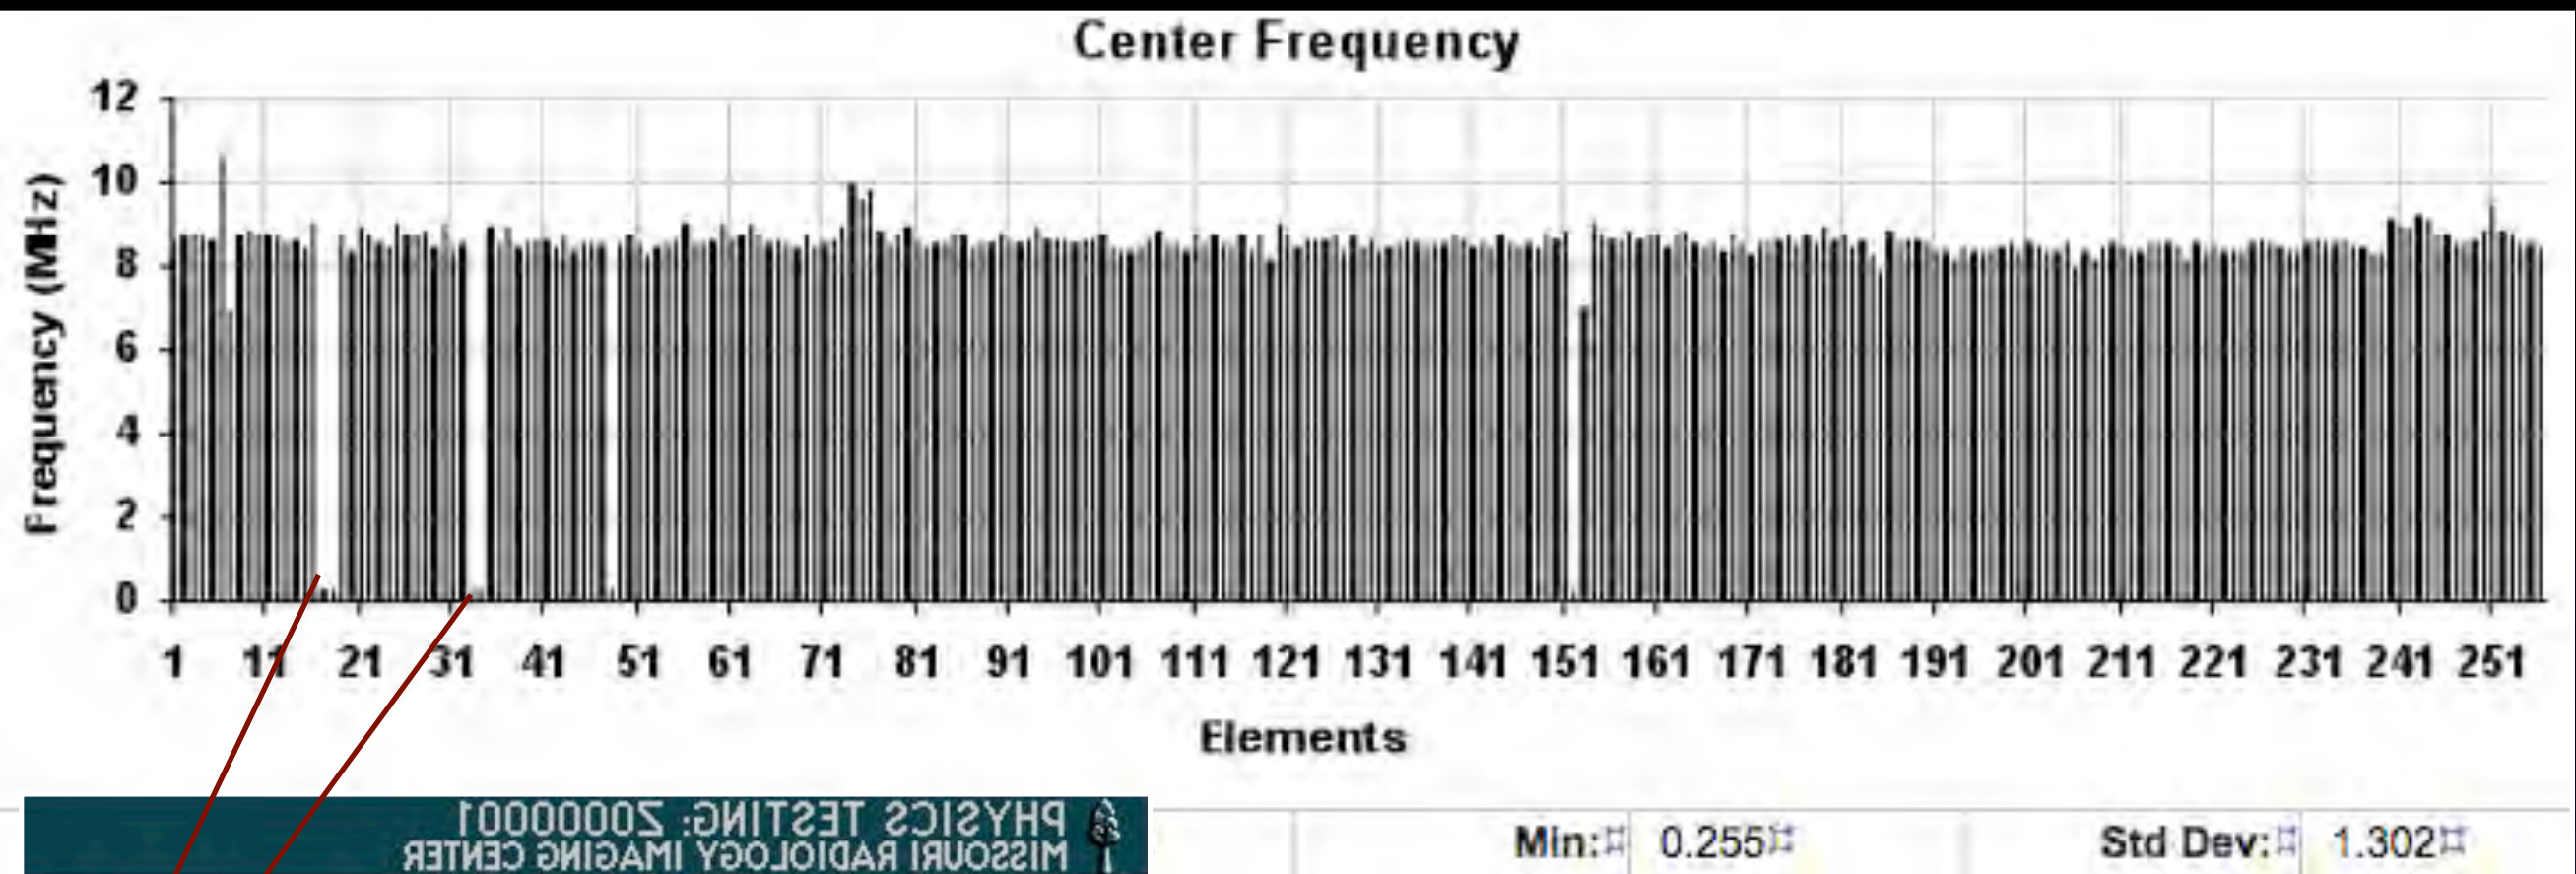 Center Frequency
12
10
8
6
4
2
0
Frequency (MHz)
1 11 21 31 41 51 61 71 81 91 101 111 121 131 141 151 161 171 181 191 201 211 221 231 241 251
Elements
PHYSICS TESTING: Z0000001
MISSOURI RADIOLOGY IMAGING CENTER
Min:¤ 0.255¤ Std Dev:¤ 1.302¤